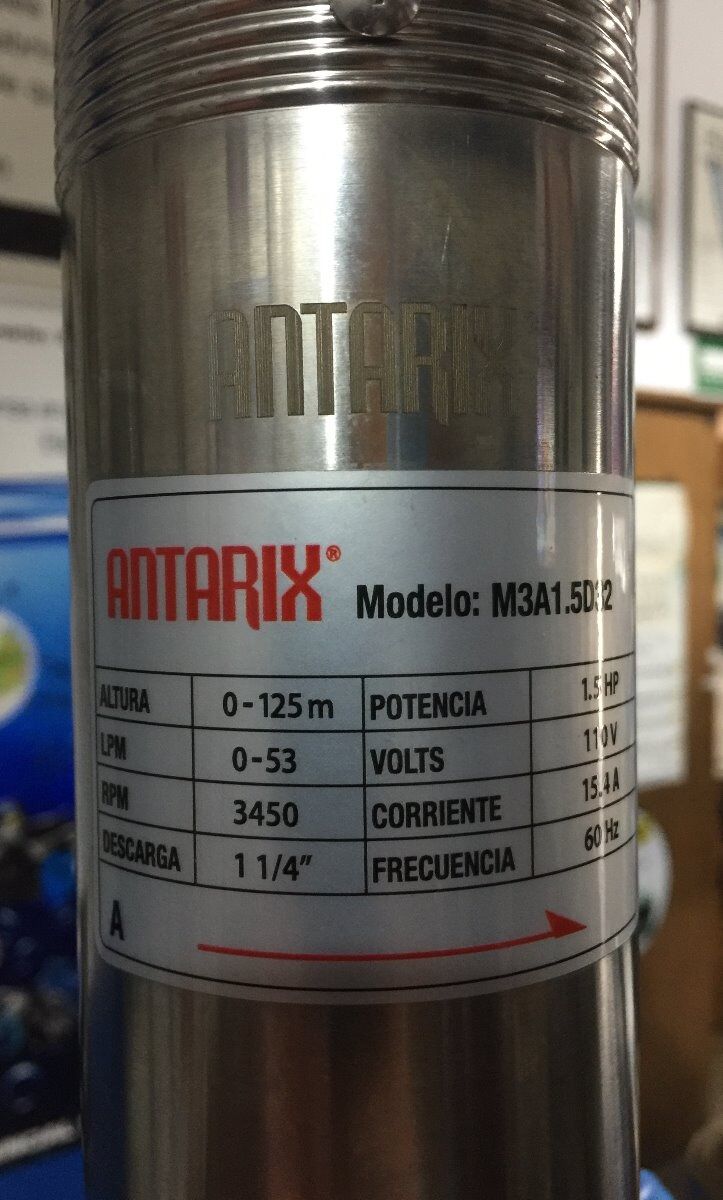 ANTARIX
ANTARIX® Modelo: M3A1.5D32
ALTURA 0-125 m POTENCIA 1.5 HP
LPM 0-53 VOLTS 110V
RPM 3450 CORRIENTE 15.4 A
DESCARGA 1 1/4" FRECUENCIA 60 Hz
A